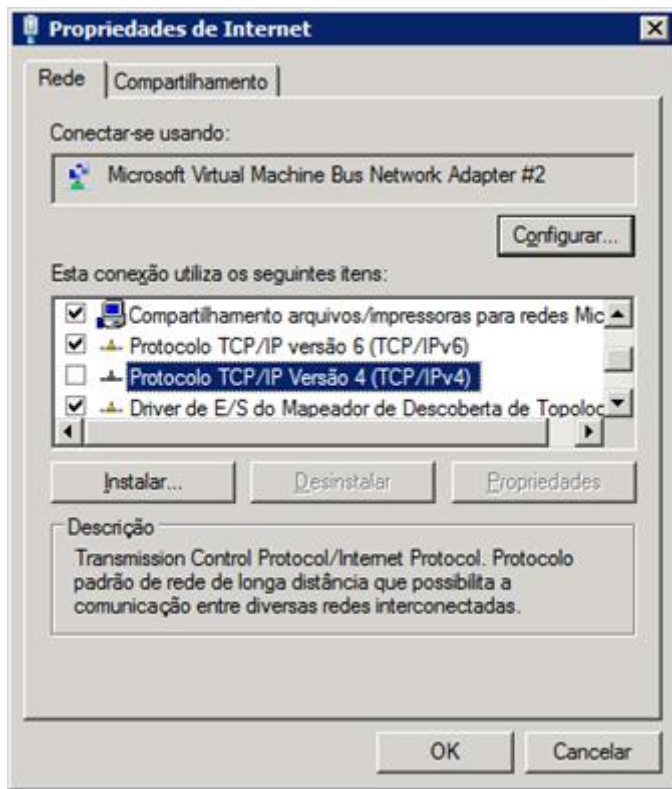 Propriedades de Internet
Rede
Compartilhamento
Conectar-se usando:
Microsoft Virtual Machine Bus Network Adapter #2
Configurar...
Esta conexão utiliza os seguintes itens:
Compartilhamento arquivos/impressoras para redes Mic
Protocolo TCP/IP versão 6 (TCP/IPv6)
Protocolo TCP/IP Versão 4 (TCP/IPv4)
Driver de E/S do Mapeador de Descoberta de Topoloc
Instalar...
Desinstalar
Propriedades
Descrição
Transmission Control Protocol/Internet Protocol. Protocolo
padrão de rede de longa distância que possibilita a
comunicação entre diversas redes interconectadas.
OK
Cancelar